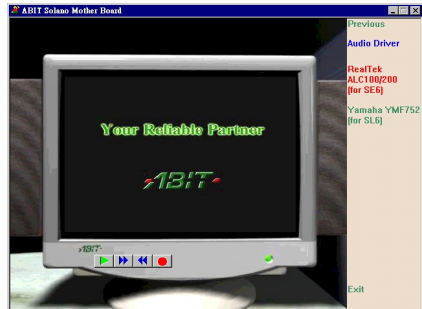 ABIT Solano Mother Board
Previous
Audio Driver
RealTek
ALC100/200
(for SE6)
Yamaha YMF752
(for SL6)
Your Reliable Partner
ABIT
ABIT
Exit